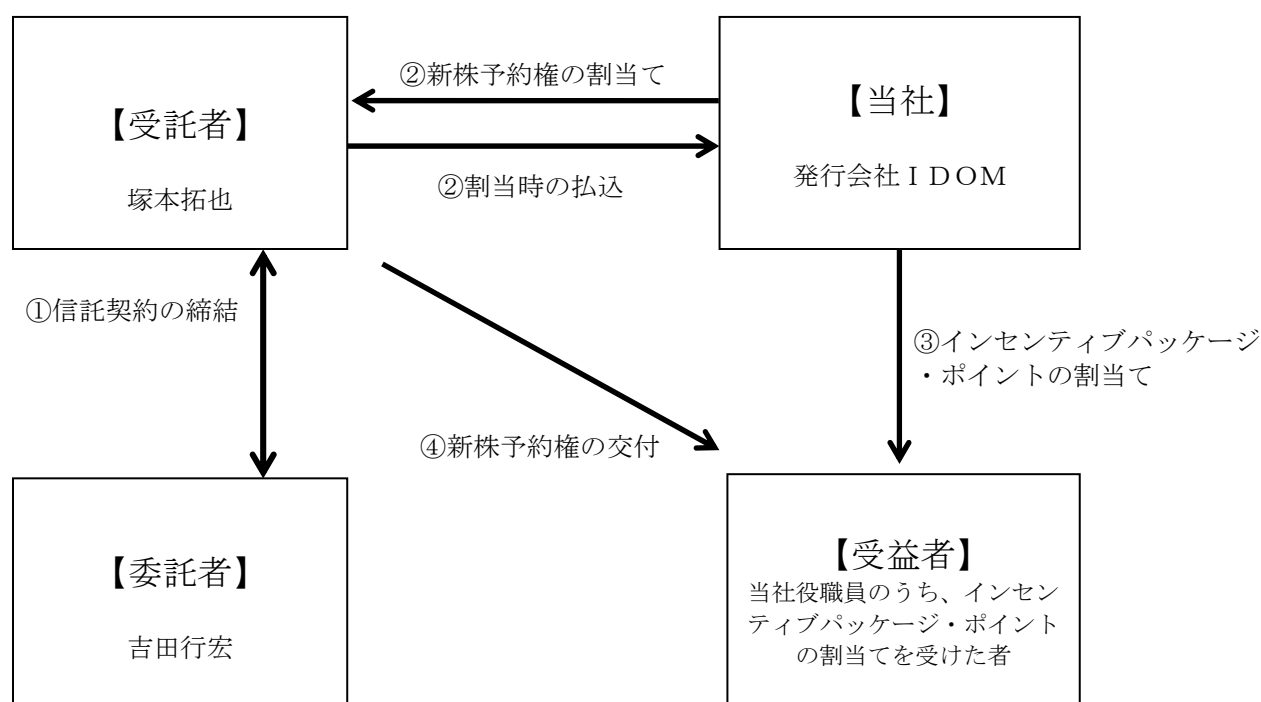 ②新株予約権の割当て
【受託者】
塚本拓也
②割当時の払込
【当社】
発行会社ＩＤＯＭ
①信託契約の締結
③インセンティブパッケージ
・ポイントの割当て
④新株予約権の交付
【委託者】
吉田行宏
【受益者】
当社役職員のうち、インセン
ティブパッケージ・ポイント
の割当てを受けた者